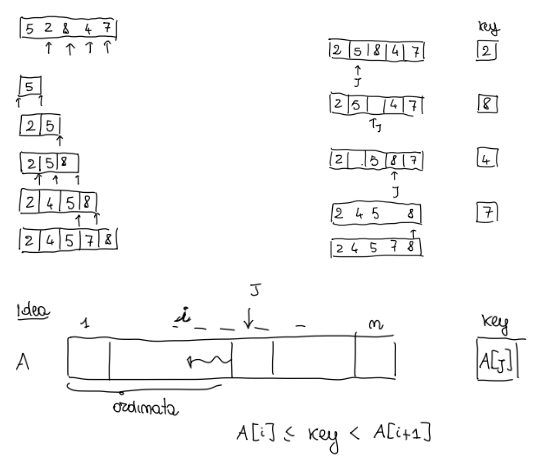 5 2 8 4 7
5
2 5
2 5 8
2 4 5 8
2 4 5 7 8
key
2 5 8 4 7 2
J
2 5 4 7 8
J
2 5 8 7 4
J
2 4 5 8 7
2 4 5 7 8
Idea
J
1 i n key
A A[J]
ordinata
A[i] ≤ key < A[i+1]